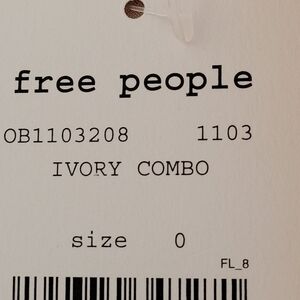 free people
OB1103208 1103
IVORY COMBO
size 0
FL_8